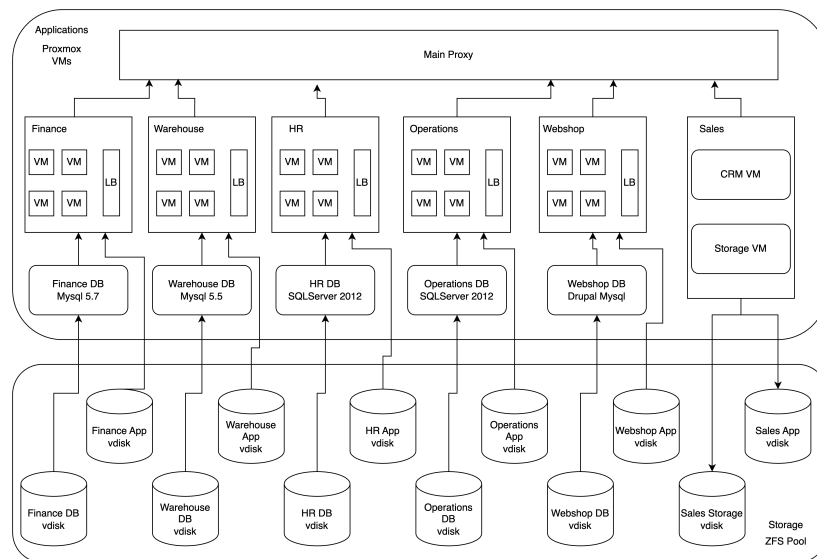 Applications
Proxmox
VMs
Main Proxy
Finance
VM
VM
VM
VM
LB
Warehouse
VM
VM
VM
VM
LB
HR
VM
VM
VM
VM
LB
Operations
VM
VM
VM
VM
LB
Webshop
VM
VM
VM
VM
LB
Sales
CRM VM
Storage VM
Finance DB
Mysql 5.7
Warehouse DB
Mysql 5.5
HR DB
SQLServer 2012
Operations DB
SQLServer 2012
Webshop DB
Drupal Mysql
Finance App
vdisk
Warehouse
App
vdisk
HR App
vdisk
Operations
App
vdisk
Webshop App
vdisk
Sales App
vdisk
Finance DB
vdisk
Warehouse
DB
vdisk
HR DB
vdisk
Operations
DB
vdisk
Webshop DB
vdisk
Sales Storage
vdisk
Storage
ZFS Pool